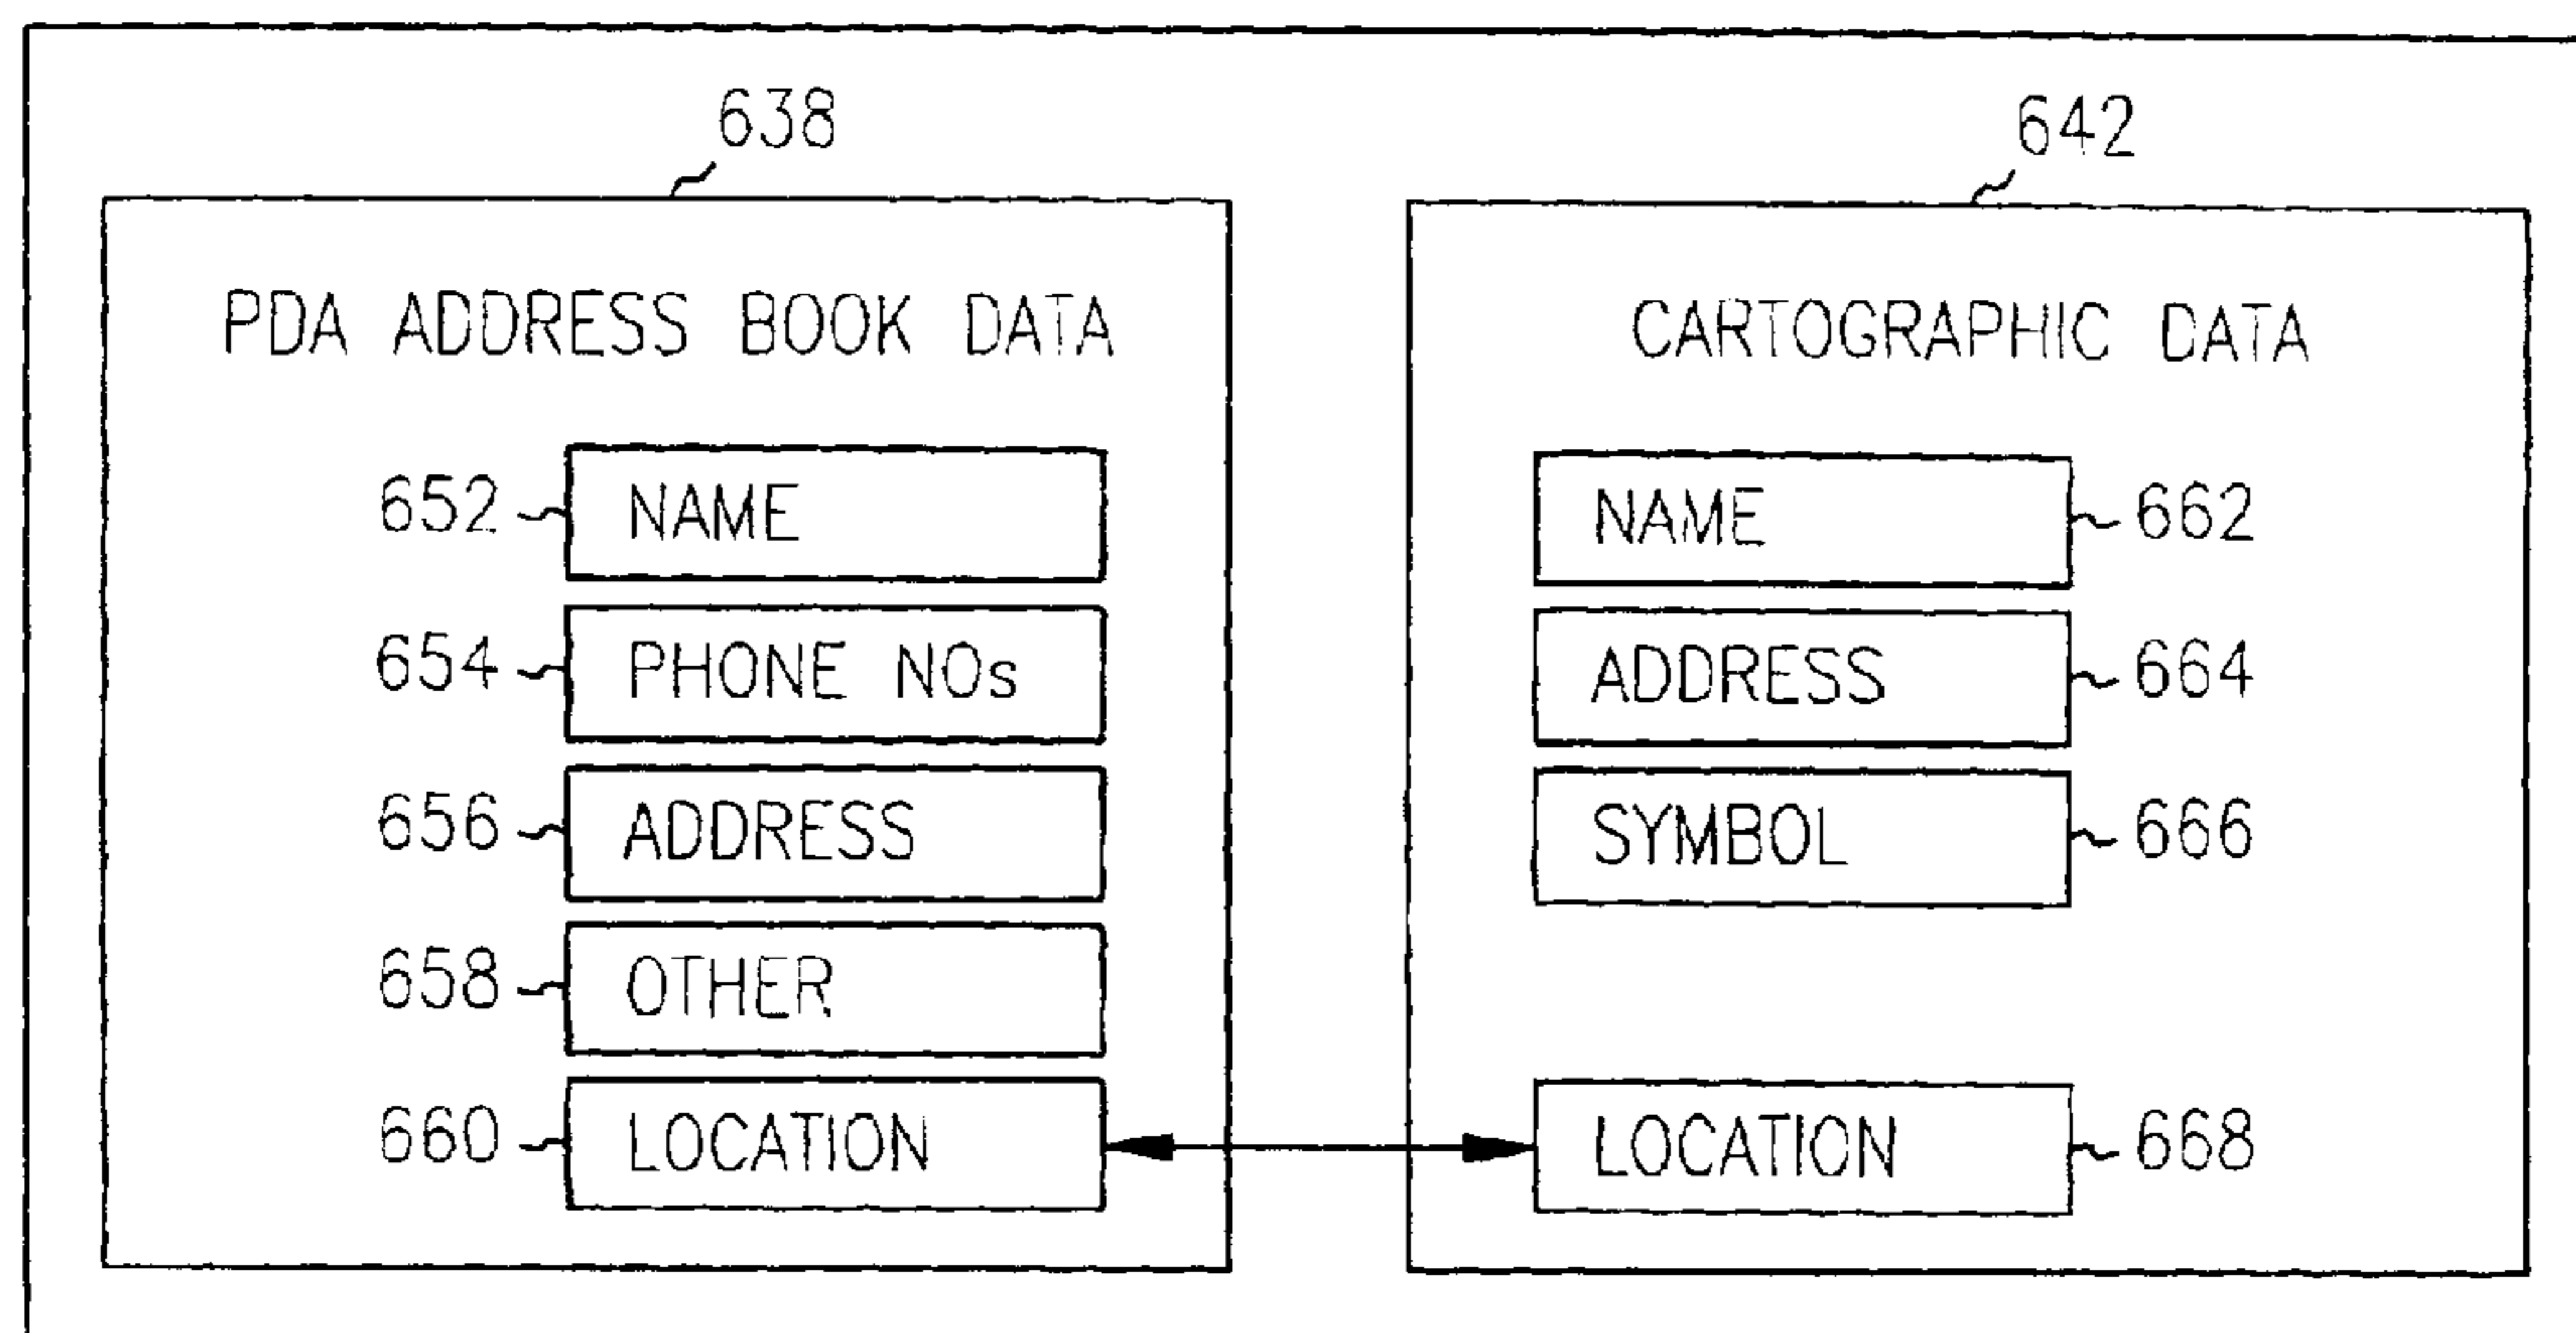 638
PDA ADDRESS BOOK DATA
652 NAME
654 PHONE NOs
656 ADDRESS
658 OTHER
660 LOCATION
642
CARTOGRAPHIC DATA
NAME 662
ADDRESS 664
SYMBOL 666
LOCATION 668